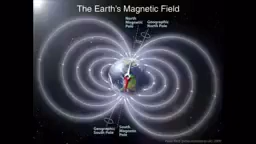 The Earth's Magnetic Field
North
Magnetic
Pole
Geographic
North Pole
Geographic
South Pole
South
Magnetic
Pole